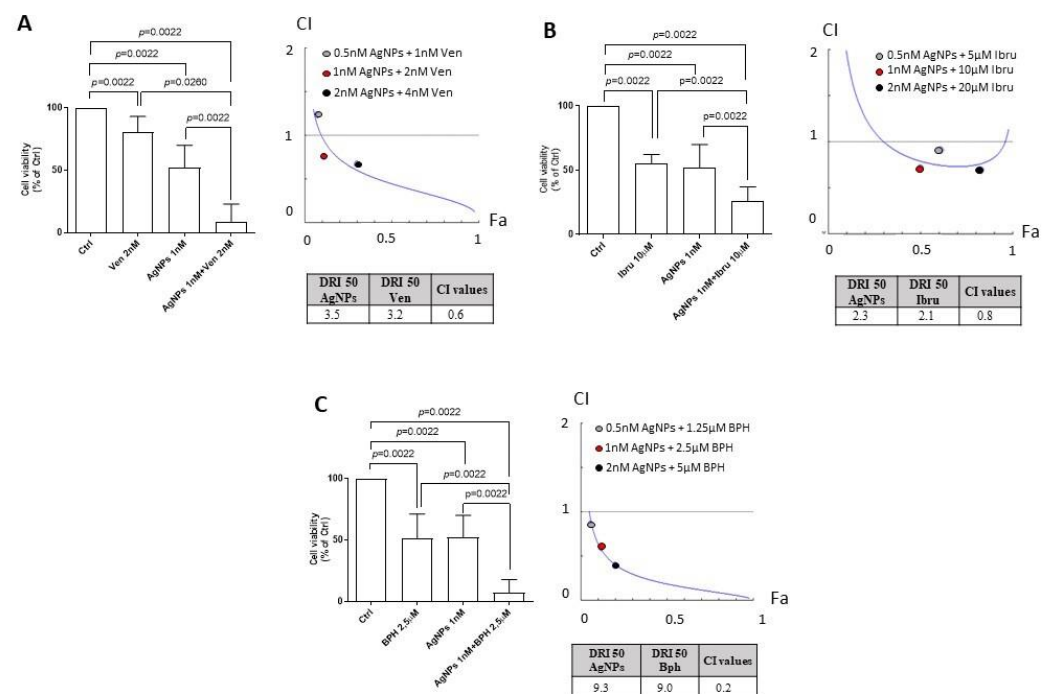 A
p=0.0022
p=0.0022
p=0.0022
p=0.0260
p=0.0022
100
50
0
Cell viability
(% of Ctrl)
Ctrl
Ven 2nM
AgNPs 1nM
AgNPs 1nM+Ven 2nM
CI
2
1
0
0
0.5
1
Fa
0.5nM AgNPs + 1nM Ven
1nM AgNPs + 2nM Ven
2nM AgNPs + 4nM Ven
DRI 50 AgNPs DRI 50 Ven CI values
3.5 3.2 0.6
B
p=0.0022
p=0.0022
p=0.0022
p=0.0022
p=0.0022
100
50
0
Cell viability
(% of Ctrl)
Ctrl
Ibru 10μM
AgNPs 1nM
AgNPs 1nM+Ibru 10μM
CI
2
1
0
0
0.5
1
Fa
0.5nM AgNPs + 5μM Ibru
1nM AgNPs + 10μM Ibru
2nM AgNPs + 20μM Ibru
DRI 50 AgNPs DRI 50 Ibru CI values
2.3 2.1 0.8
C
p=0.0022
p=0.0022
p=0.0022
p=0.0022
p=0.0022
100
50
0
Cell viability
(% of Ctrl)
Ctrl
BPH 2,5μM
AgNPs 1nM
AgNPs 1nM+BPH 2,5μM
CI
2
1
0
0
0.5
1
Fa
0.5nM AgNPs + 1.25μM BPH
1nM AgNPs + 2.5μM BPH
2nM AgNPs + 5μM BPH
DRI 50 AgNPs DRI 50 Bph CI values
9.3 9.0 0.2